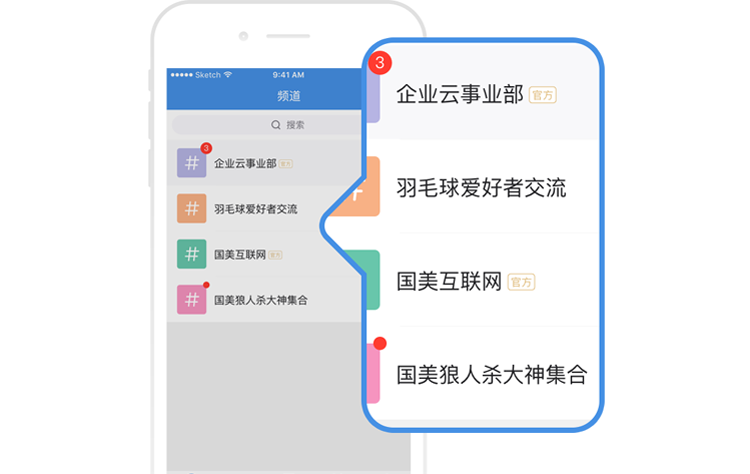 Sketch 9:41 AM
频道
搜索
3
# 企业云事业部 官方
# 羽毛球爱好者交流
# 国美互联网 官方
# 国美狼人杀大神集合
3
企业云事业部 官方
羽毛球爱好者交流
国美互联网 官方
国美狼人杀大神集合